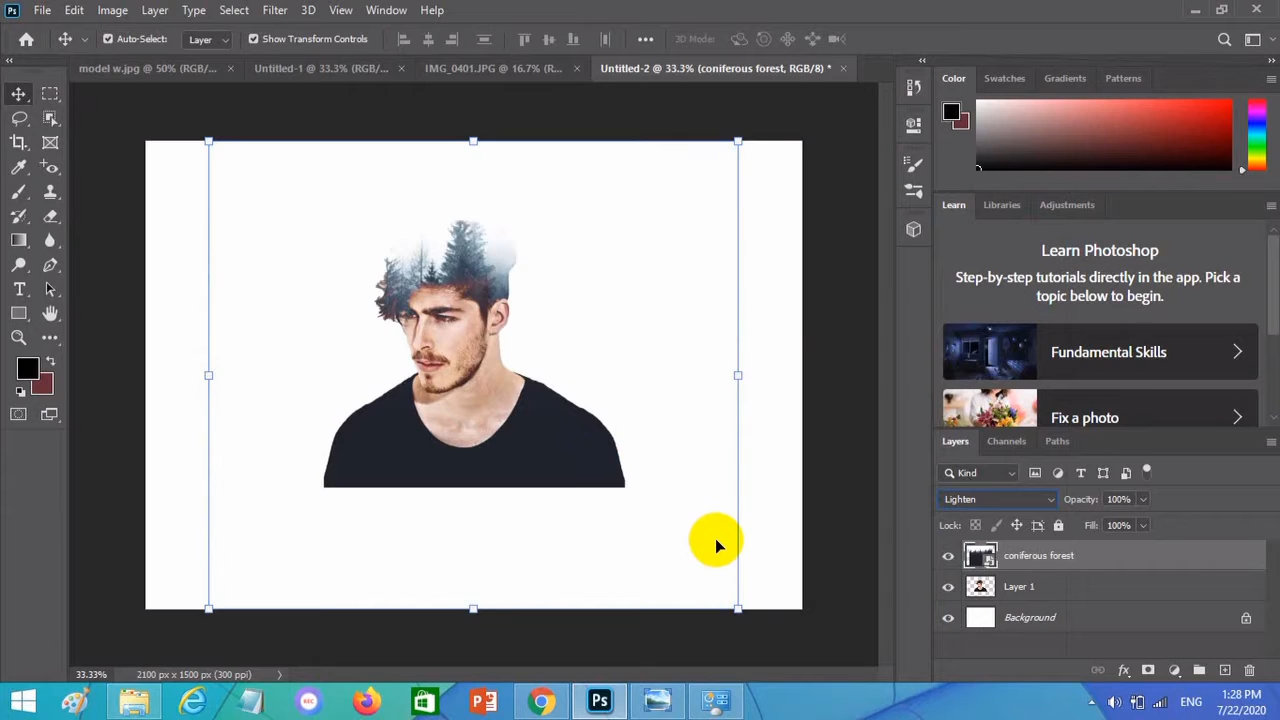 Ps File Edit Image Layer Type Select Filter 3D View Window Help
Auto-Select: Layer Show Transform Controls 3D Mode:
model w.jpg @ 50% (RGB/... × Untitled-1 @ 33.3% (RGB/... × IMG_0401.JPG @ 16.7% (R... × Untitled-2 @ 33.3% (coniferous forest, RGB/8) * ×
Color Swatches Gradients Patterns
Learn Libraries Adjustments
Learn Photoshop
Step-by-step tutorials directly in the app. Pick a
topic below to begin.
Fundamental Skills
Fix a photo
Layers Channels Paths
Kind
Lighten Opacity: 100%
Lock: Fill: 100%
coniferous forest
Layer 1
Background
33.33% 2100 px x 1500 px (300 ppi)
REC Ps ENG 1:28 PM
7/22/2020